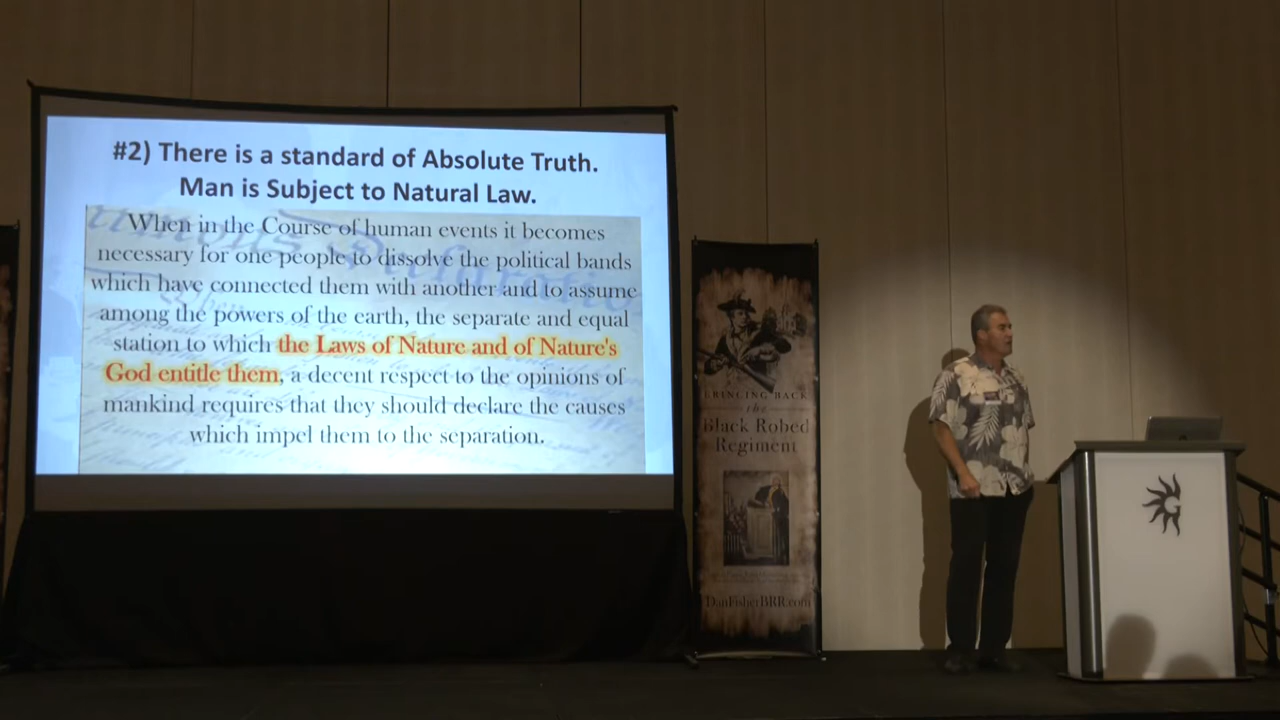 #2) There is a standard of Absolute Truth.
Man is Subject to Natural Law.
When in the Course of human events it becomes
necessary for one people to dissolve the political bands
which have connected them with another and to assume
among the powers of the earth, the separate and equal
station to which the Laws of Nature and of Nature's
God entitle them, a decent respect to the opinions of
mankind requires that they should declare the causes
which impel them to the separation.
BRINGING BACK
the
Black Robed
Regiment
DanFisherBRR.com